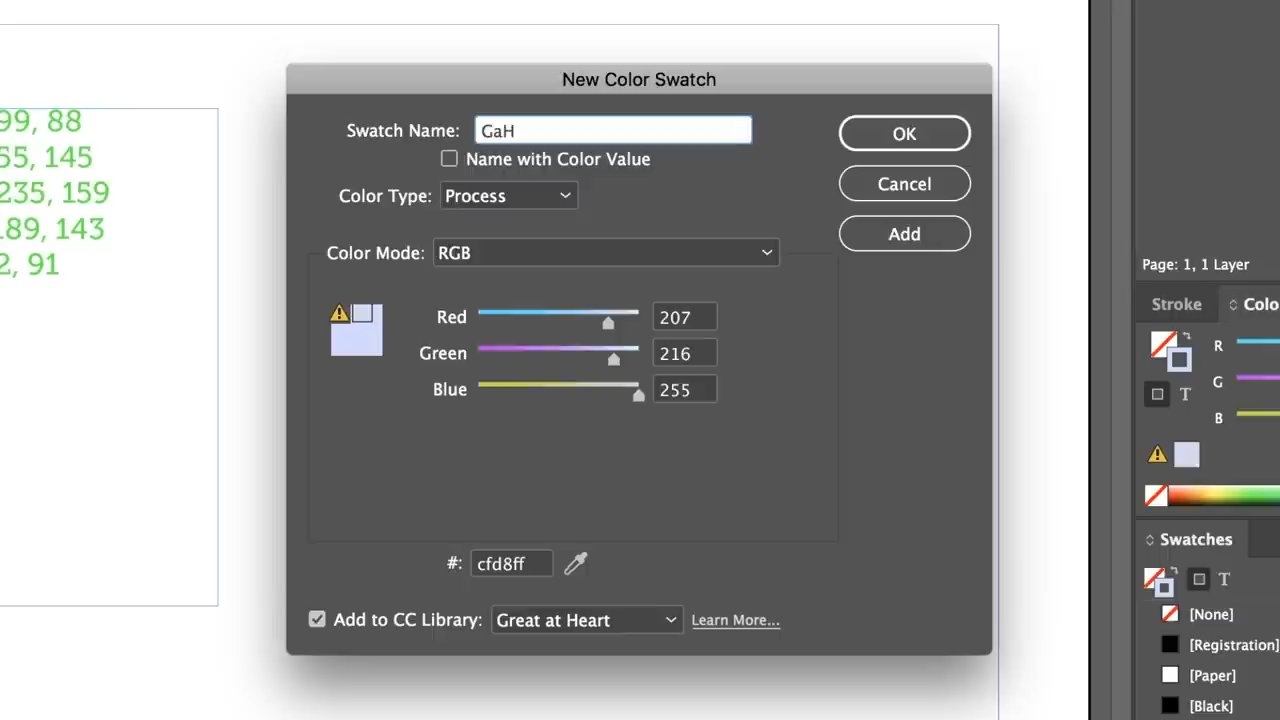 New Color Swatch
99, 88
55, 145
235, 159
189, 143
2, 91
Swatch Name: GaH
Name with Color Value
Color Type: Process
OK
Cancel
Add
Color Mode: RGB
Red 207
Green 216
Blue 255
#: cfd8ff
Add to CC Library: Great at Heart Learn More...
Page: 1, 1 Layer
Stroke Colo
R
G
T
B
Swatches
T
[None]
[Registration]
[Paper]
[Black]